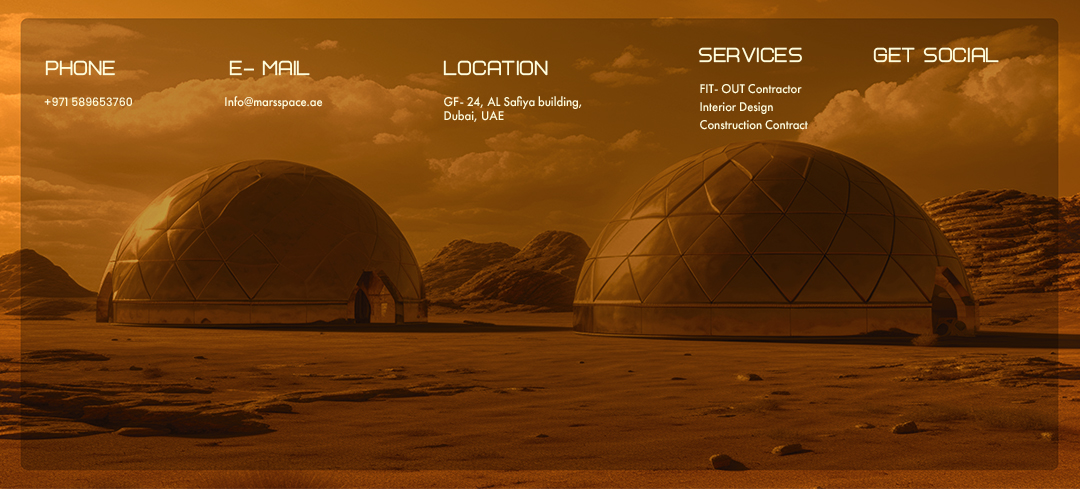 PHONE
+971 589653760
E- MAIL
Info@marsspace.ae
LOCATION
GF- 24, AL Safiya building,
Dubai, UAE
SERVICES
FIT- OUT Contractor
Interior Design
Construction Contract
GET SOCIAL